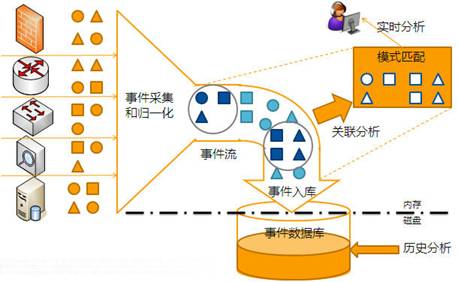 实时分析
模式匹配
事件采集
和归一化
关联分析
事件流
事件入库
内存
磁盘
事件数据库
历史分析